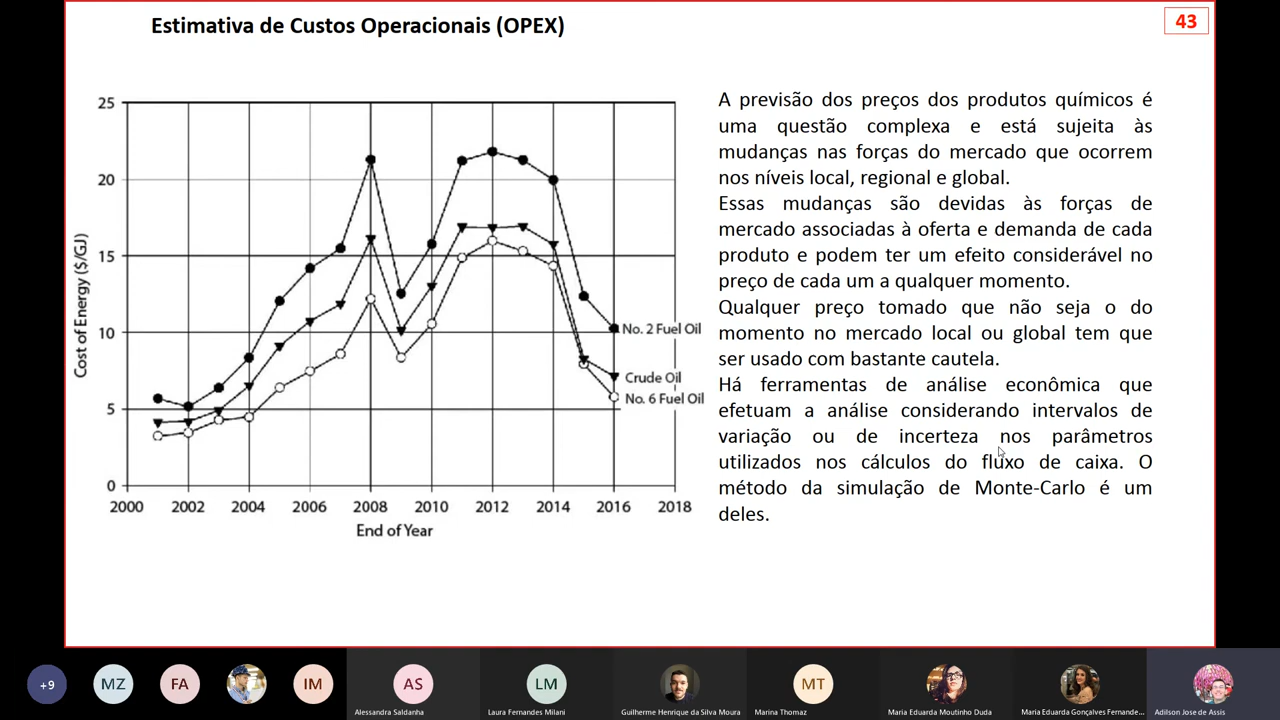 Estimativa de Custos Operacionais (OPEX)
43
25
20
15
10
5
0
Cost of Energy ($/GJ)
2000 2002 2004 2006 2008 2010 2012 2014 2016 2018
End of Year
No. 2 Fuel Oil
Crude Oil
No. 6 Fuel Oil
A previsão dos preços dos produtos químicos é
uma questão complexa e está sujeita às
mudanças nas forças do mercado que ocorrem
nos níveis local, regional e global.
Essas mudanças são devidas às forças de
mercado associadas à oferta e demanda de cada
produto e podem ter um efeito considerável no
preço de cada um a qualquer momento.
Qualquer preço tomado que não seja o do
momento no mercado local ou global tem que
ser usado com bastante cautela.
Há ferramentas de análise econômica que
efetuam a análise considerando intervalos de
variação ou de incerteza nos parâmetros
utilizados nos cálculos do fluxo de caixa. O
método da simulação de Monte-Carlo é um
deles.
+9 MZ FA IM AS LM MT
Alessandra Saldanha Laura Fernandes Milani Guilherme Henrique da Silva Moura Marina Thomaz Maria Eduarda Moutinho Duda Maria Eduarda Gonçalves Fernande... Adilson Jose de Assis